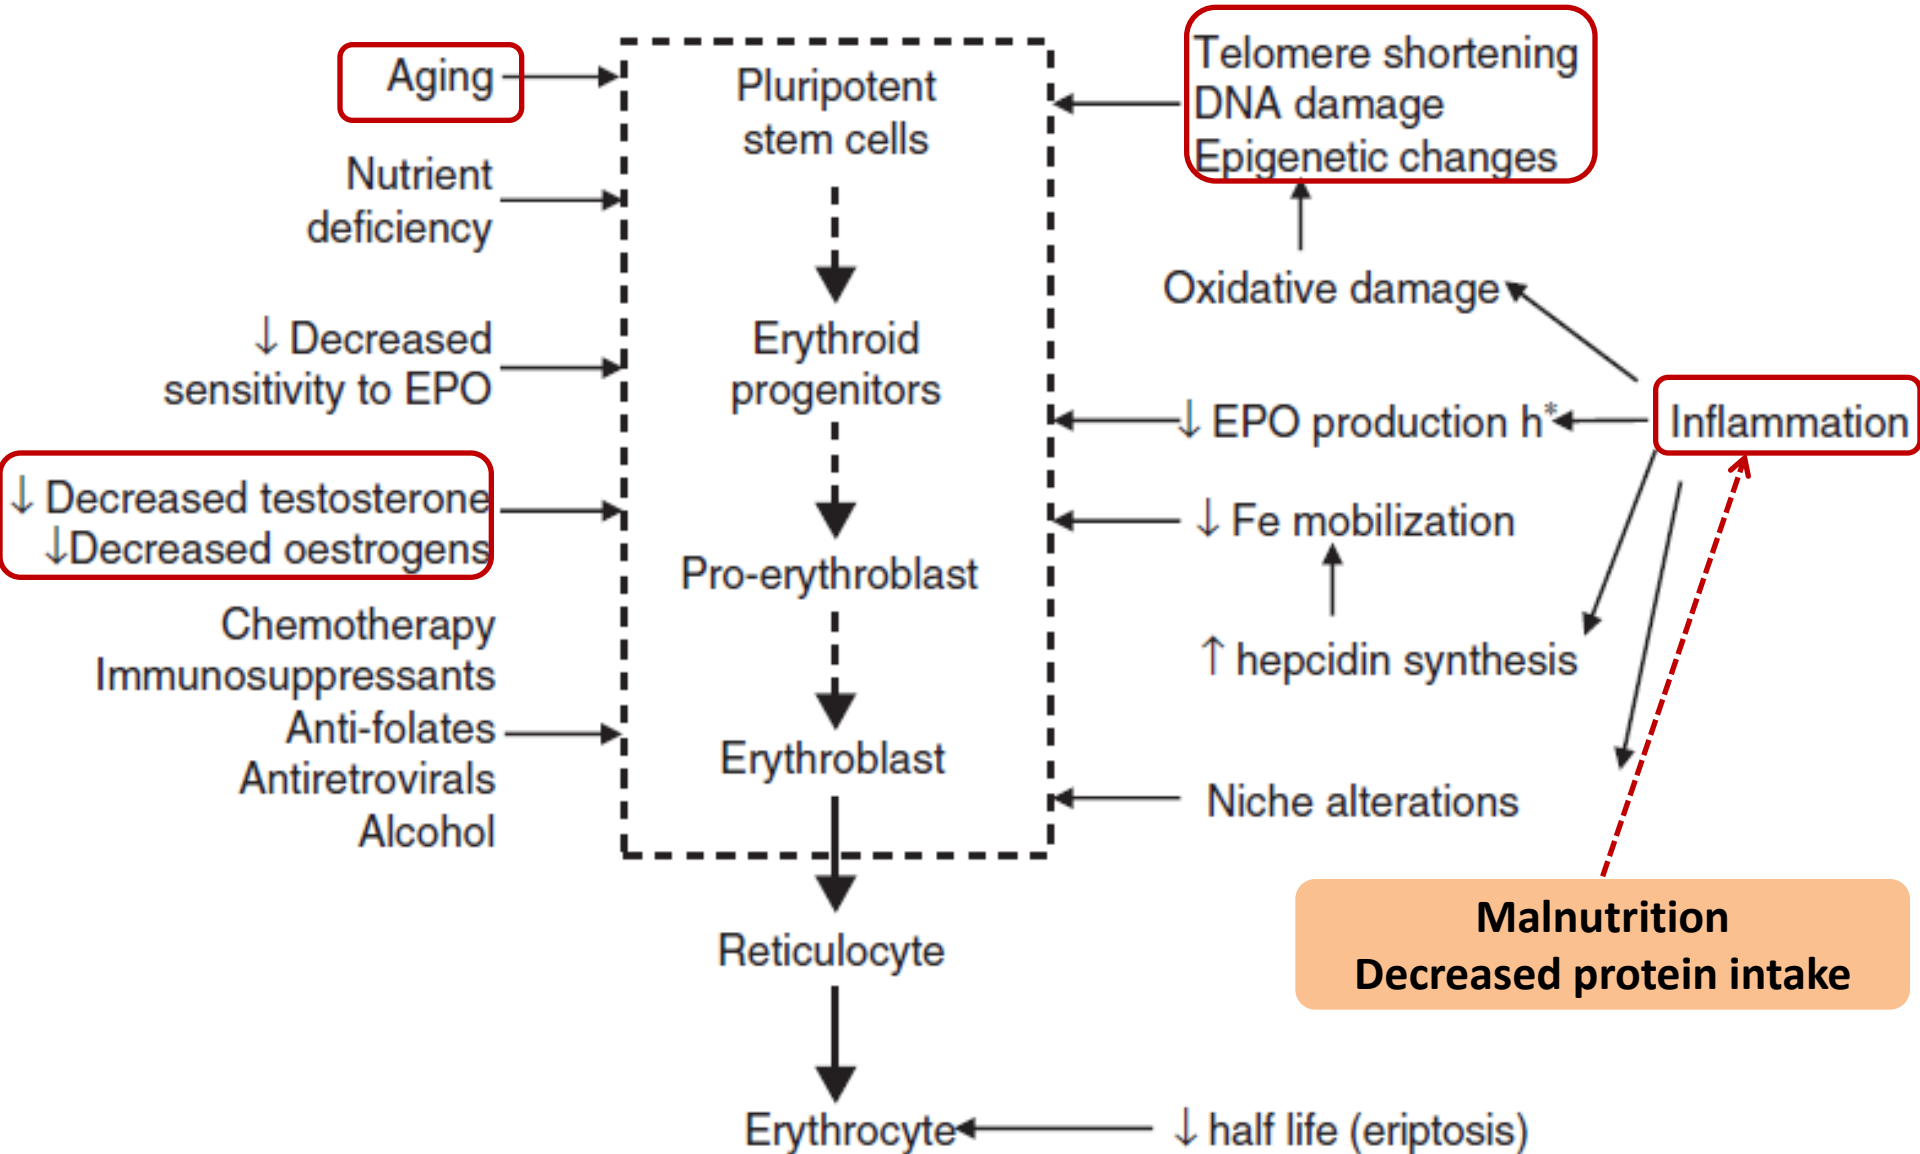 Aging
Nutrient
deficiency
↓ Decreased
sensitivity to EPO
↓ Decreased testosterone
↓Decreased oestrogens
Chemotherapy
Immunosuppressants
Anti-folates
Antiretrovirals
Alcohol
Pluripotent
stem cells
Erythroid
progenitors
Pro-erythroblast
Erythroblast
Reticulocyte
Erythrocyte
Telomere shortening
DNA damage
Epigenetic changes
Oxidative damage
↓ EPO production h*
Inflammation
↓ Fe mobilization
↑ hepcidin synthesis
Niche alterations
Malnutrition
Decreased protein intake
↓ half life (eriptosis)